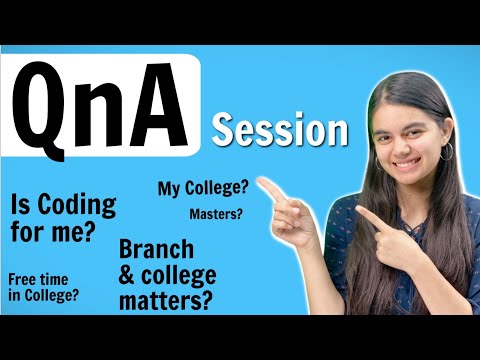 QnA
Session
My College?
Masters?
Is Coding
for me?
Branch
& college
matters?
Free time
in College?